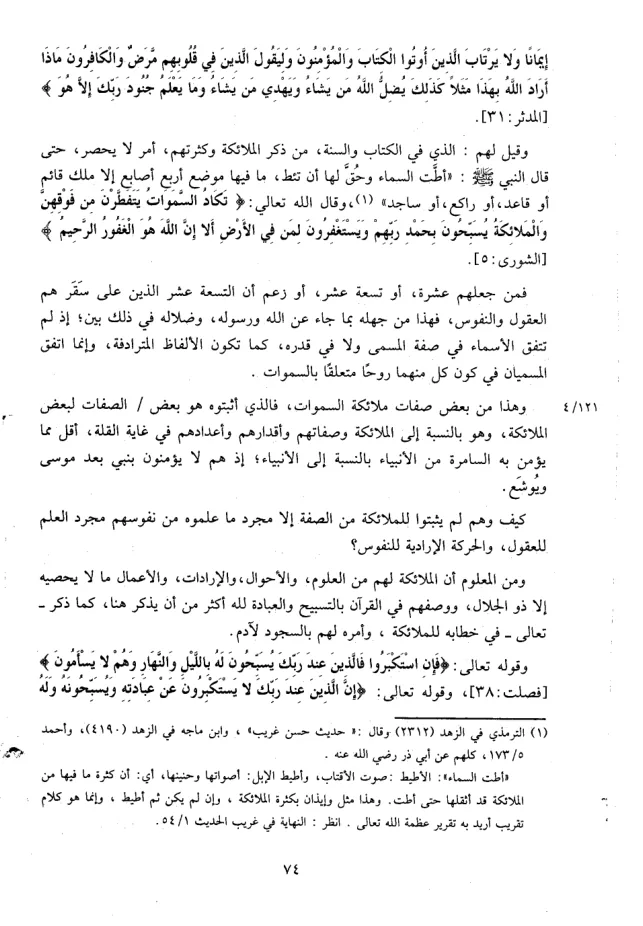 إِيمَانًا وَلا يَرْتَابَ الَّذِينَ أُوتُوا الْكِتَابَ وَالْمُؤْمِنُونَ وَلِيَقُولَ الَّذِينَ فِي قُلُوبِهِم مَّرَضٌ وَالْكَافِرُونَ مَاذَا
أَرَادَ اللَّهُ بِهَذَا مَثَلاً كَذَلِكَ يُضِلُّ اللَّهُ مَن يَشَاءُ وَيَهْدِي مَن يَشَاءُ وَمَا يَعْلَمُ جُنُودَ رَبِّكَ إِلاَّ هُوَ ﴾
[المدثر:٣١].
وقيل لهم : الذي في الكتاب والسنة، من ذكر الملائكة وكثرتهم، أمر لا يحصر، حتى
قال النبي ﷺ : «أطَّت السماء وحُقَّ لها أن تئط، ما فيها موضع أربع أصابع إلا ملك قائم
أو قاعد،أو راكع،أو ساجد» (١)،وقال الله تعالي:﴿ تَكَادُ السَّمَوَاتُ يَتَفَطَّرْنَ مِن فَوْقِهِنَّ
وَالْمَلائِكَةُ يُسَبِّحُونَ بِحَمْدِ رَبِّهِمْ وَيَسْتَغْفِرُونَ لِمَن فِي الأَرْضِ أَلا إِنَّ اللَّهَ هُوَ الْغَفُورُ الرَّحِيمُ ﴾
[الشورى:٥].
فمن جعلهم عشرة، أو تسعة عشر، أو زعم أن التسعة عشر الذين على سَقَر هم
العقول والنفوس، فهذا من جهله بما جاء عن الله ورسوله، وضلاله في ذلك بين؛ إذ لم
تتفق الأسماء في صفة المسمى ولا في قدره، كما تكون الألفاظ المترادفة، وإنما اتفق
المسميان في كون كل منهما روحًا متعلقًا بالسموات .
٤/١٢١ وهذا من بعض صفات ملائكة السموات، فالذي أثبتوه هو بعض / الصفات لبعض
الملائكة، وهو بالنسبة إلى الملائكة وصفاتهم وأقدارهم وأعدادهم في غاية القلة، أقل مما
يؤمن به السامرة من الأنبياء بالنسبة إلى الأنبياء؛ إذ هم لا يؤمنون بنبي بعد موسى
ويُوشَع.
كيف وهم لم يثبتوا للملائكة من الصفة إلا مجرد ما علموه من نفوسهم مجرد العلم
للعقول، والحركة الإرادية للنفوس؟
ومن المعلوم أن الملائكة لهم من العلوم، والأحوال،والإرادات، والأعمال ما لا يحصيه
إلا ذو الجلال، ووصفهم في القرآن بالتسبيح والعبادة لله أكثر من أن يذكر هنا، كما ذكر ـ
تعالى ـ في خطابه للملائكة ، وأمره لهم بالسجود لآدم.
وقوله تعالى:﴿فَإِنِ اسْتَكْبَرُوا فَالَّذِينَ عِندَ رَبِّكَ يُسَبِّحُونَ لَهُ بِاللَّيْلِ وَالنَّهَارِ وَهُمْ لا يَسْأَمُونَ ﴾
[فصلت:٣٨]، وقوله تعالى: ﴿إِنَّ الَّذِينَ عِندَ رَبِّكَ لا يَسْتَكْبِرُونَ عَنْ عِبَادَتِهِ وَيُسَبِّحُونَهُ وَلَهُ
(١) الترمذي في الزهد (٢٣١٢) وقال :« حديث حسن غريب» ، وابن ماجه في الزهد (٤١٩٠)، وأحمد
٥/ ١٧٣، كلهم عن أبي ذر رضي الله عنه .
«أطت السماء»: الأطيط :صوت الأقتاب، وأطيط الإبل: أصواتها وحنينها، أي: أن كثرة ما فيها من
الملائكة قد أثقلها حتى أطت. وهذا مثل وإيذان بكثرة الملائكة ، وإن لم يكن ثم أطيط ، وإنما هو كلام
تقريب أريد به تقرير عظمة الله تعالى . انظر : النهاية في غريب الحديث ١/ ٥٤.
٧٤